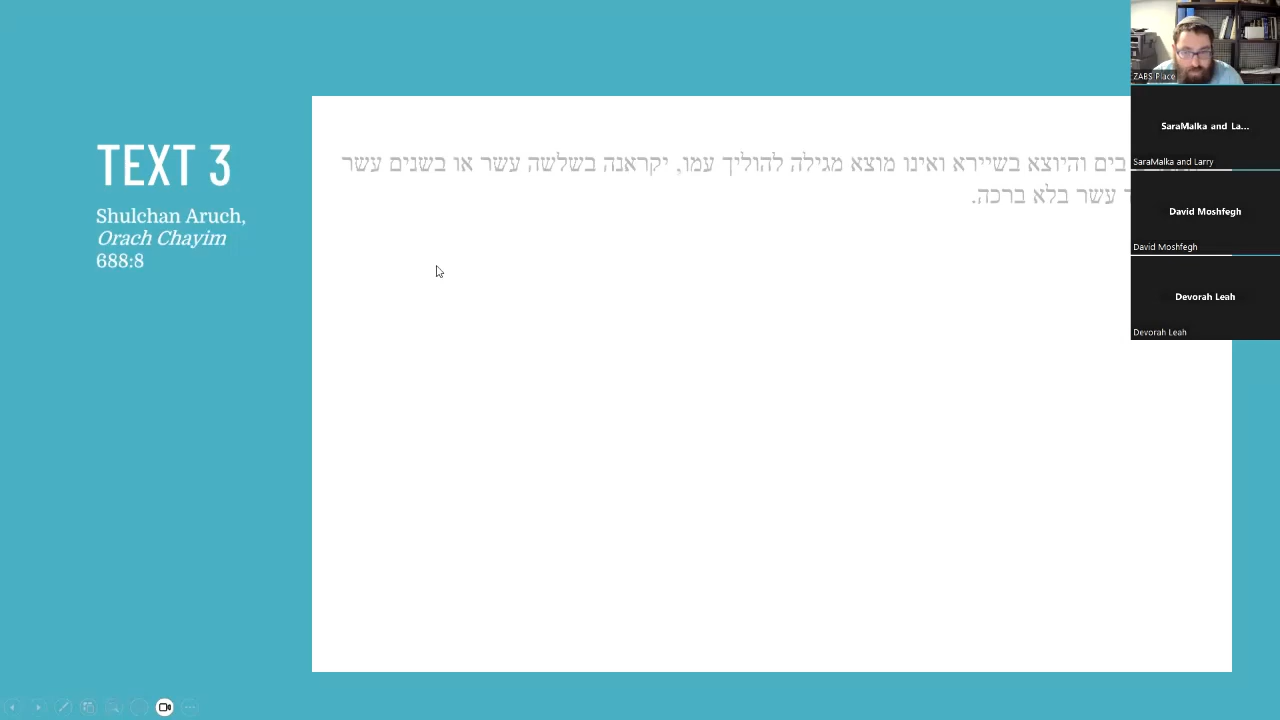 TEXT 3
Shulchan Aruch,
Orach Chayim
688:8
בים והיוצא בשיירא ואינו מוצא מגילה להוליך עמו, יקראנה בשלשה עשר או בשנים עשר
עשר בלא ברכה.
ZABS Place
SaraMalka and La...
SaraMalka and Larry
David Moshfegh
David Moshfegh
Devorah Leah
Devorah Leah